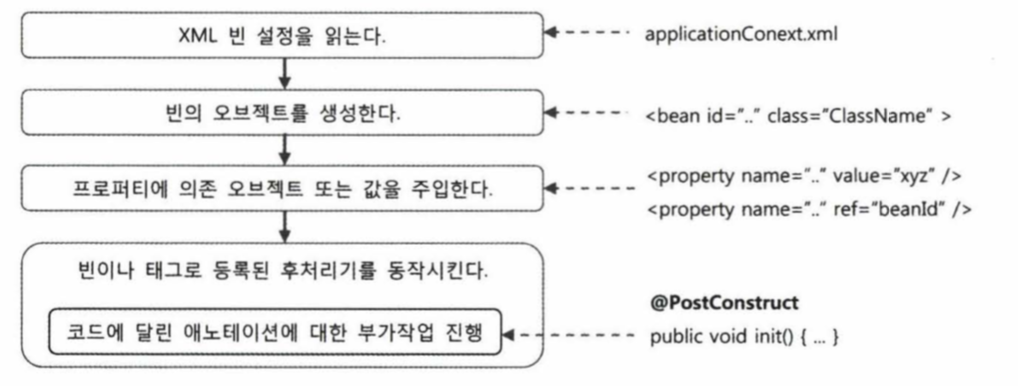 XML 빈 설정을 읽는다.
applicationConext.xml
빈의 오브젝트를 생성한다.
<bean id=".." class="ClassName" >
프로퍼티에 의존 오브젝트 또는 값을 주입한다.
<property name=".." value="xyz" />
<property name=".." ref="beanId" />
빈이나 태그로 등록된 후처리기를 동작시킨다.
@PostConstruct
코드에 달린 애노테이션에 대한 부가작업 진행
public void init() { ... }